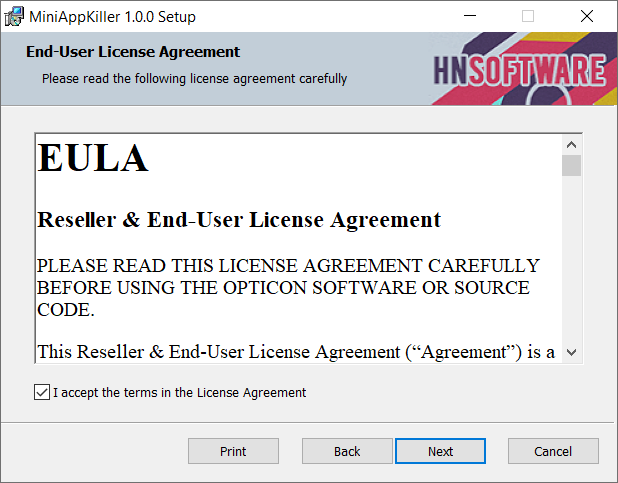 MiniAppKiller 1.0.0 Setup
End-User License Agreement
Please read the following license agreement carefully
HNSOFTWARE
EULA
Reseller & End-User License Agreement
PLEASE READ THIS LICENSE AGREEMENT CAREFULLY
BEFORE USING THE OPTICON SOFTWARE OR SOURCE
CODE.
This Reseller & End-User License Agreement (“Agreement”) is a
I accept the terms in the License Agreement
Print
Back
Next
Cancel